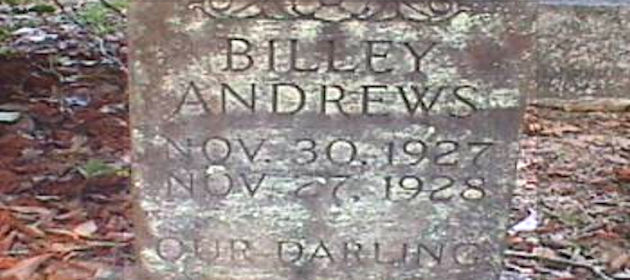 BILLEY
ANDREWS
NOV. 30, 1927
NOV. 27, 1928
OUR DARLING